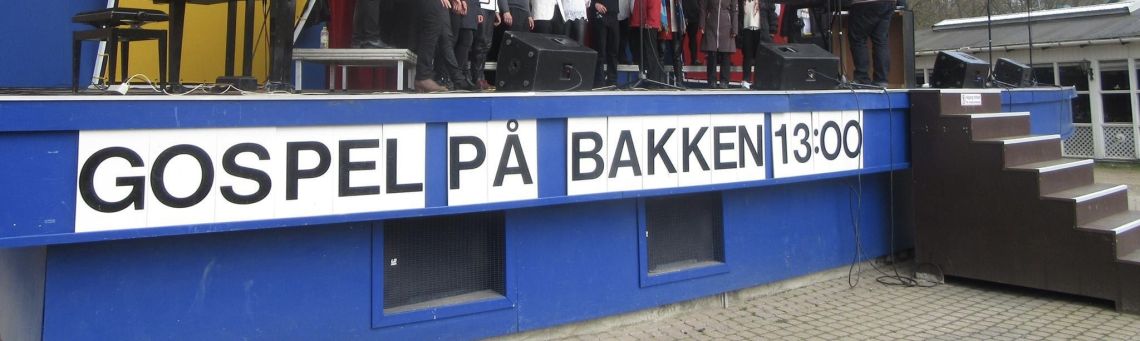 GOSPEL PÅ BAKKEN 13:00